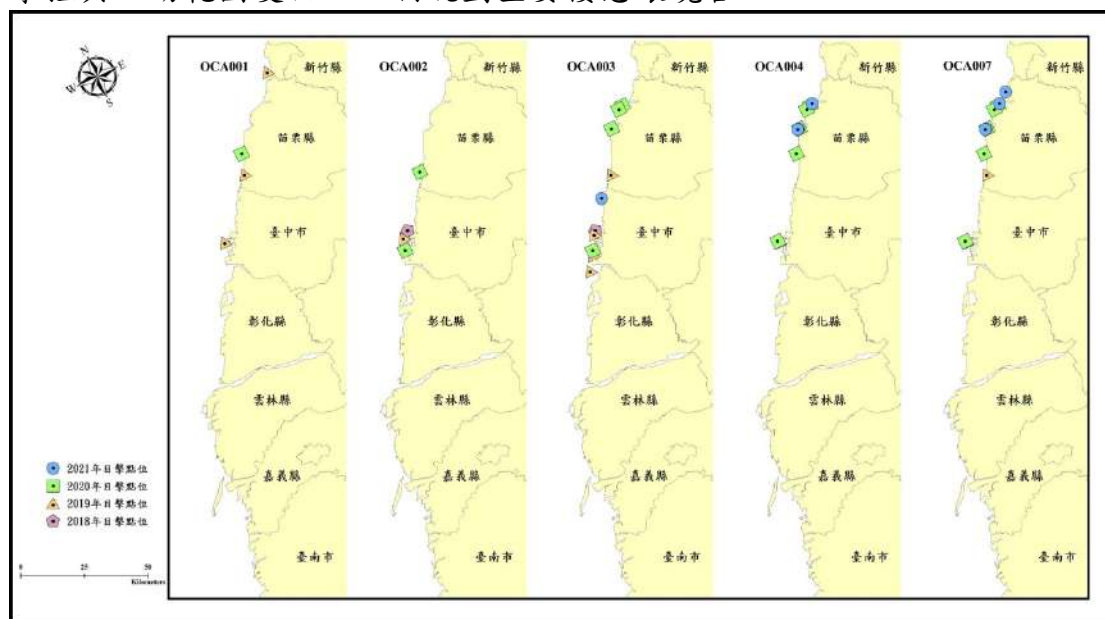 OCA001
OCA002
OCA003
OCA004
OCA007
新竹縣
新竹縣
新竹縣
新竹縣
新竹縣
苗栗縣
苗栗縣
苗栗縣
苗栗縣
苗栗縣
臺中市
臺中市
臺中市
臺中市
臺中市
彰化縣
彰化縣
彰化縣
彰化縣
彰化縣
雲林縣
雲林縣
雲林縣
雲林縣
雲林縣
嘉義縣
嘉義縣
嘉義縣
嘉義縣
嘉義縣
臺南市
臺南市
臺南市
臺南市
臺南市
N
E
S
W
2021年目擊點位
2020年目擊點位
2019年目擊點位
2018年目擊點位
0 25 50
Kilometers